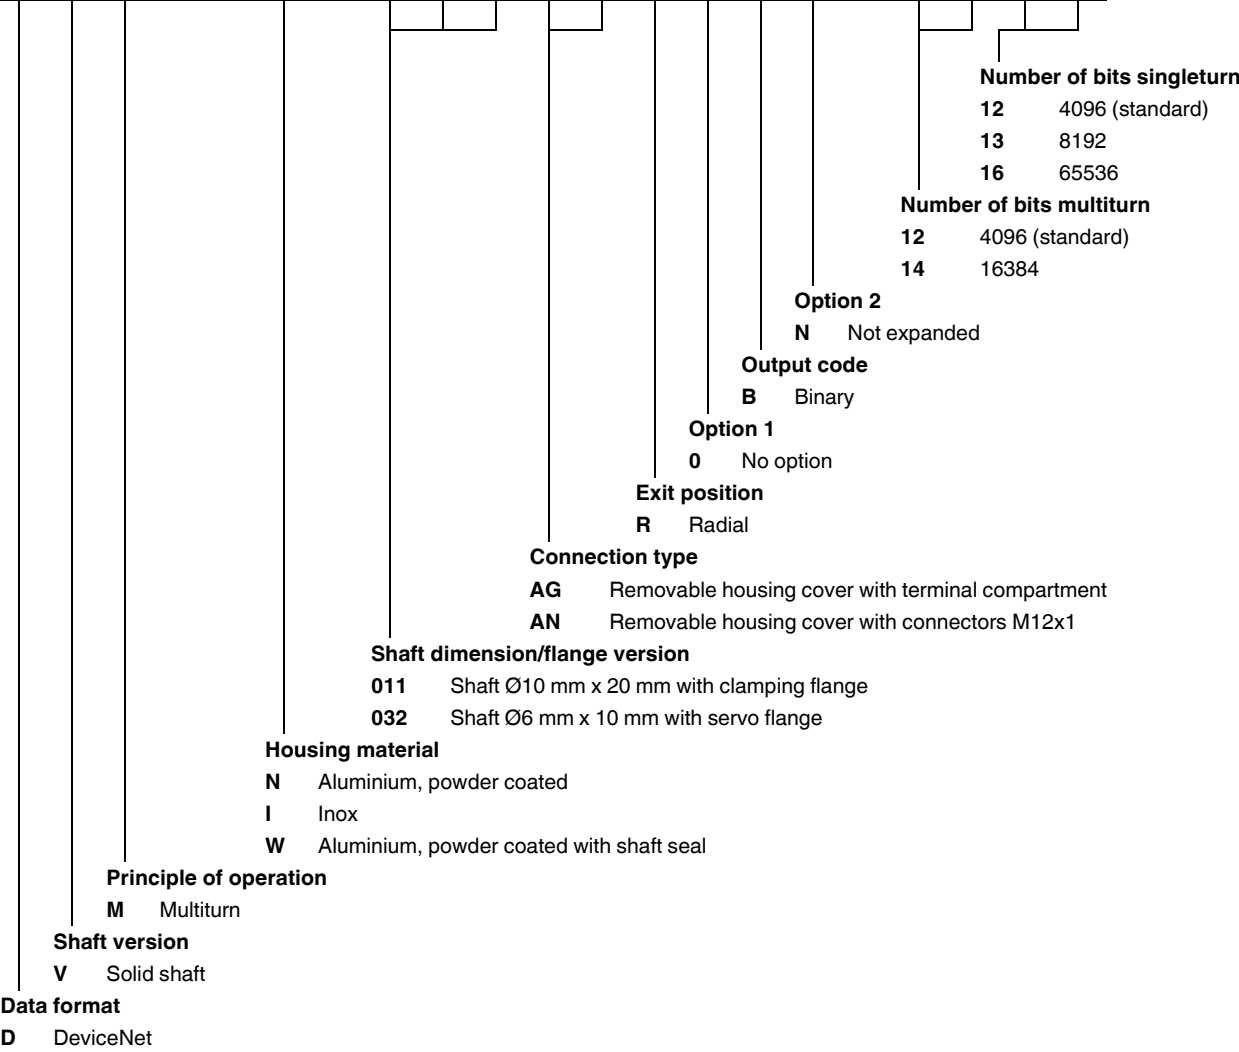 Number of bits singleturn
12 4096 (standard)
13 8192
16 65536
Number of bits multiturn
12 4096 (standard)
14 16384
Option 2
N Not expanded
Output code
B Binary
Option 1
0 No option
Exit position
R Radial
Connection type
AG Removable housing cover with terminal compartment
AN Removable housing cover with connectors M12x1
Shaft dimension/flange version
011 Shaft Ø10 mm x 20 mm with clamping flange
032 Shaft Ø6 mm x 10 mm with servo flange
Housing material
N Aluminium, powder coated
I Inox
W Aluminium, powder coated with shaft seal
Principle of operation
M Multiturn
Shaft version
V Solid shaft
Data format
D DeviceNet